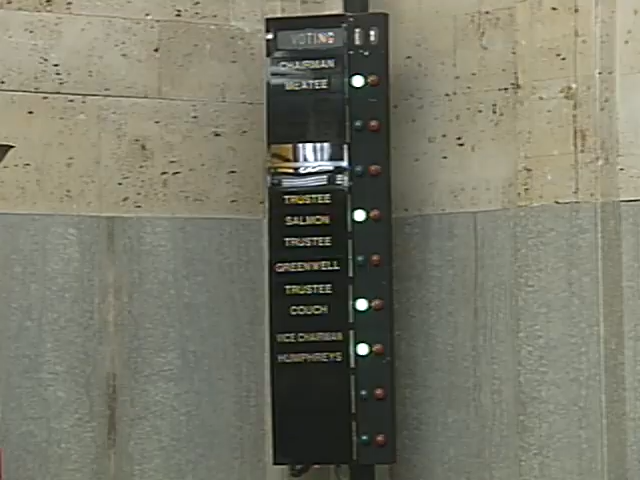 VOTING
CHAIRMAN
MCATEE
TRUSTEE
SALMON
TRUSTEE
GREENWELL
TRUSTEE
COUCH
VICE CHAIRMAN
HUMPHREYS